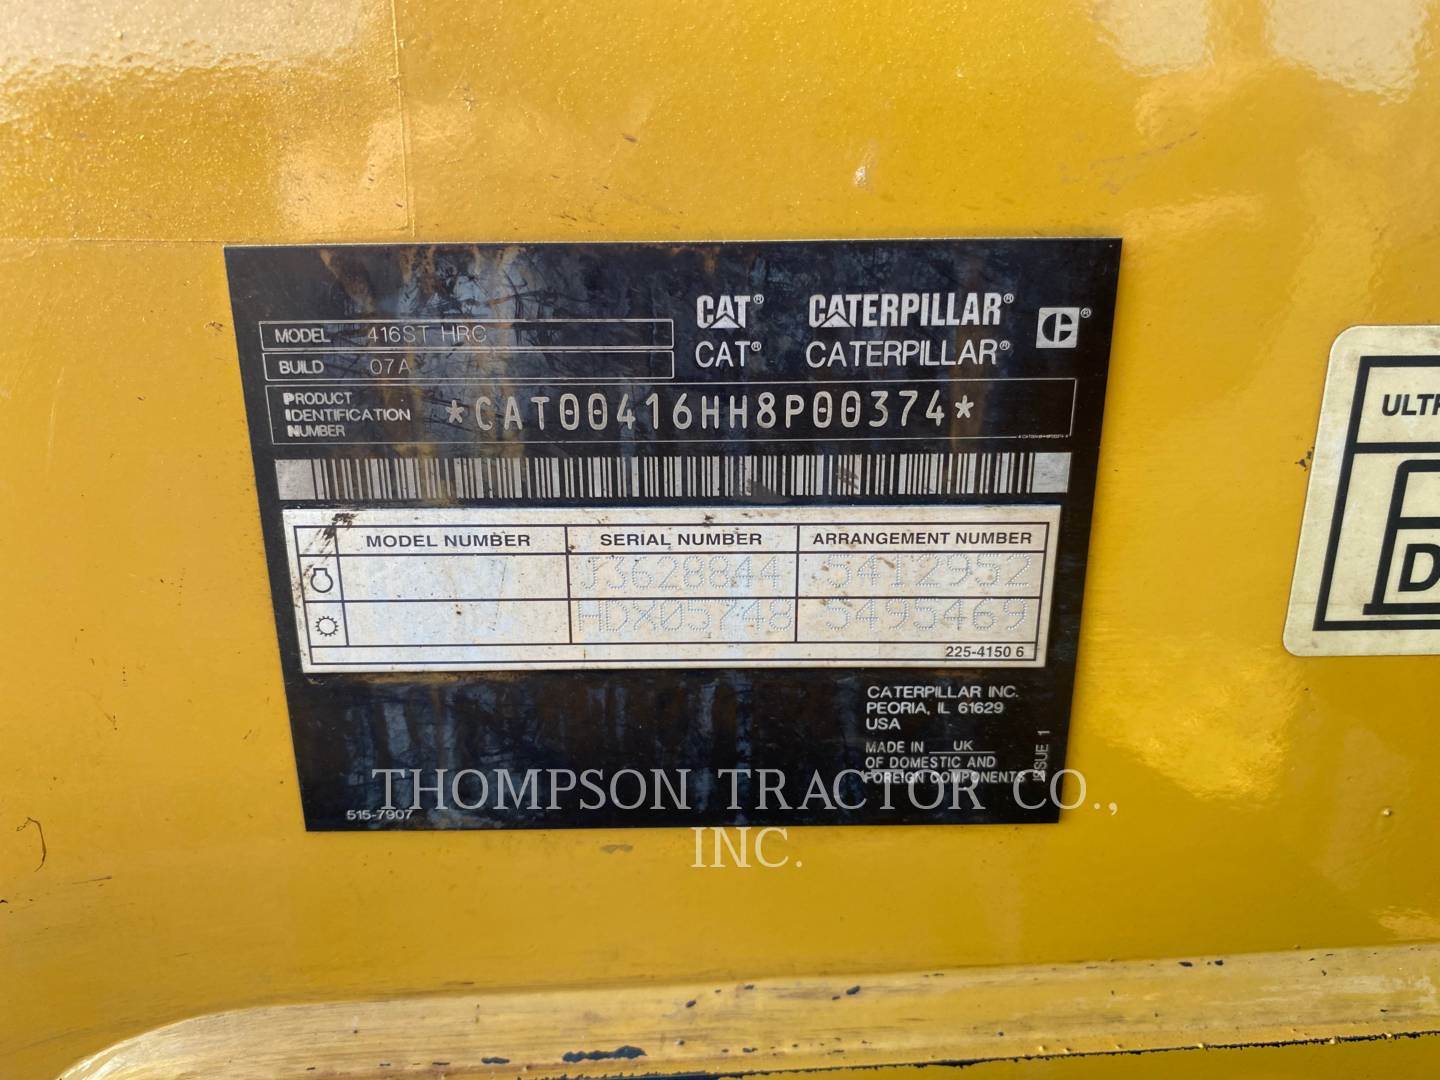 CAT® CATERPILLAR®
CAT® CATERPILLAR®
MODEL 416ST HRC
BUILD 07A
PRODUCT
IDENTIFICATION
NUMBER
*CAT00416HH8P00374*
MODEL NUMBER SERIAL NUMBER ARRANGEMENT NUMBER
J3628844 5412952
HDX05748 5495469
225-4150 6
CATERPILLAR INC.
PEORIA, IL 61629
USA
MADE IN UK
OF DOMESTIC AND
FOREIGN COMPONENTS
ISSUE 1
515-7907
THOMPSON TRACTOR CO.,
INC.